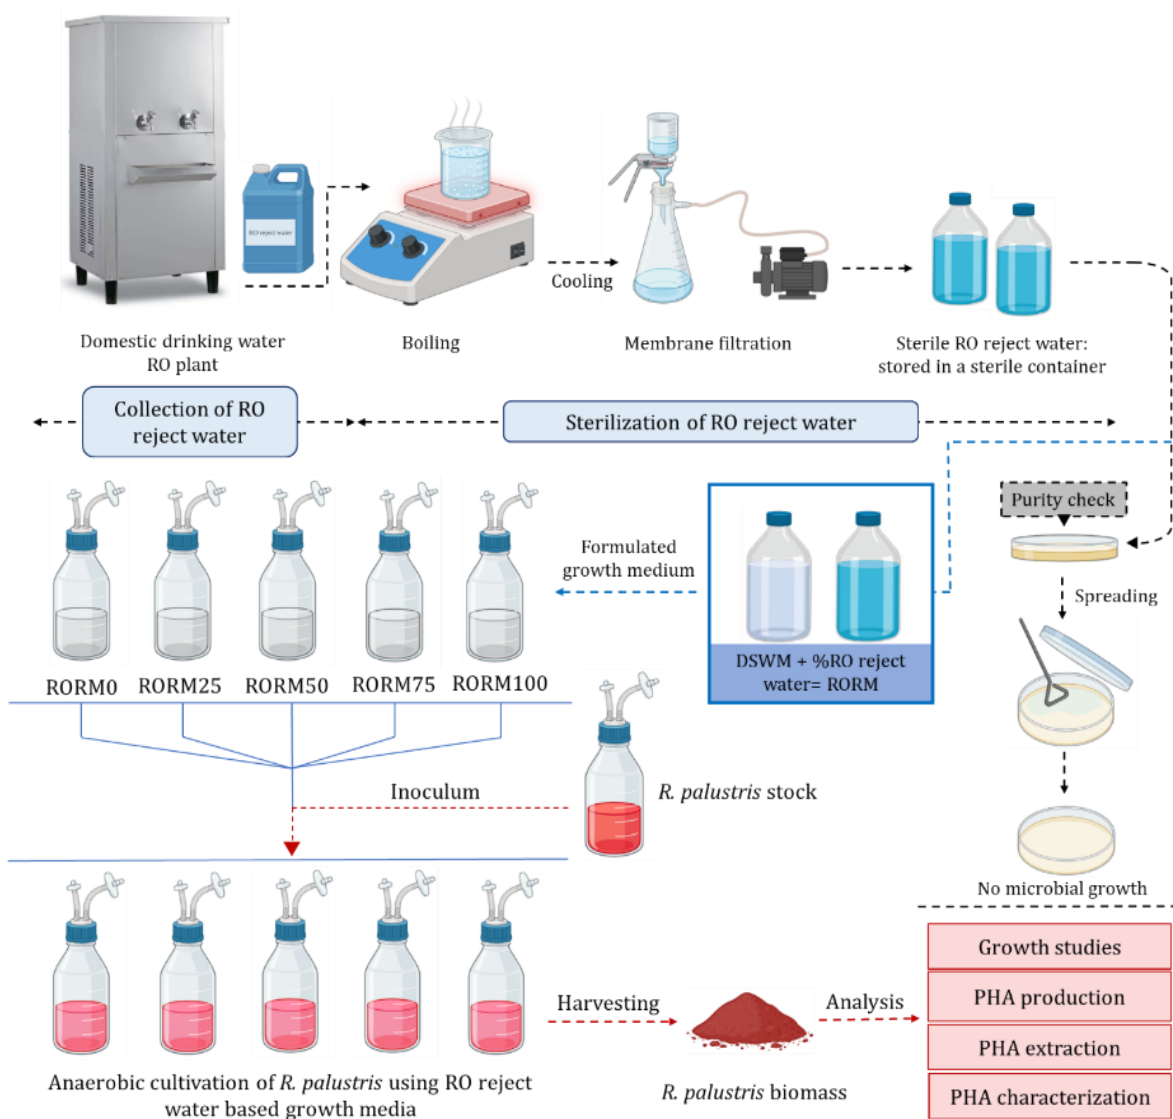 RO reject water
Cooling
Domestic drinking water
RO plant
Boiling
Membrane filtration
Sterile RO reject water:
stored in a sterile container
Collection of RO
reject water
Sterilization of RO reject water
Purity check
Formulated
growth medium
Spreading
DSWM + %RO reject
water= RORM
RORM0
RORM25
RORM50
RORM75
RORM100
Inoculum
R. palustris stock
No microbial growth
Growth studies
PHA production
PHA extraction
PHA characterization
Harvesting
Analysis
R. palustris biomass
Anaerobic cultivation of R. palustris using RO reject
water based growth media